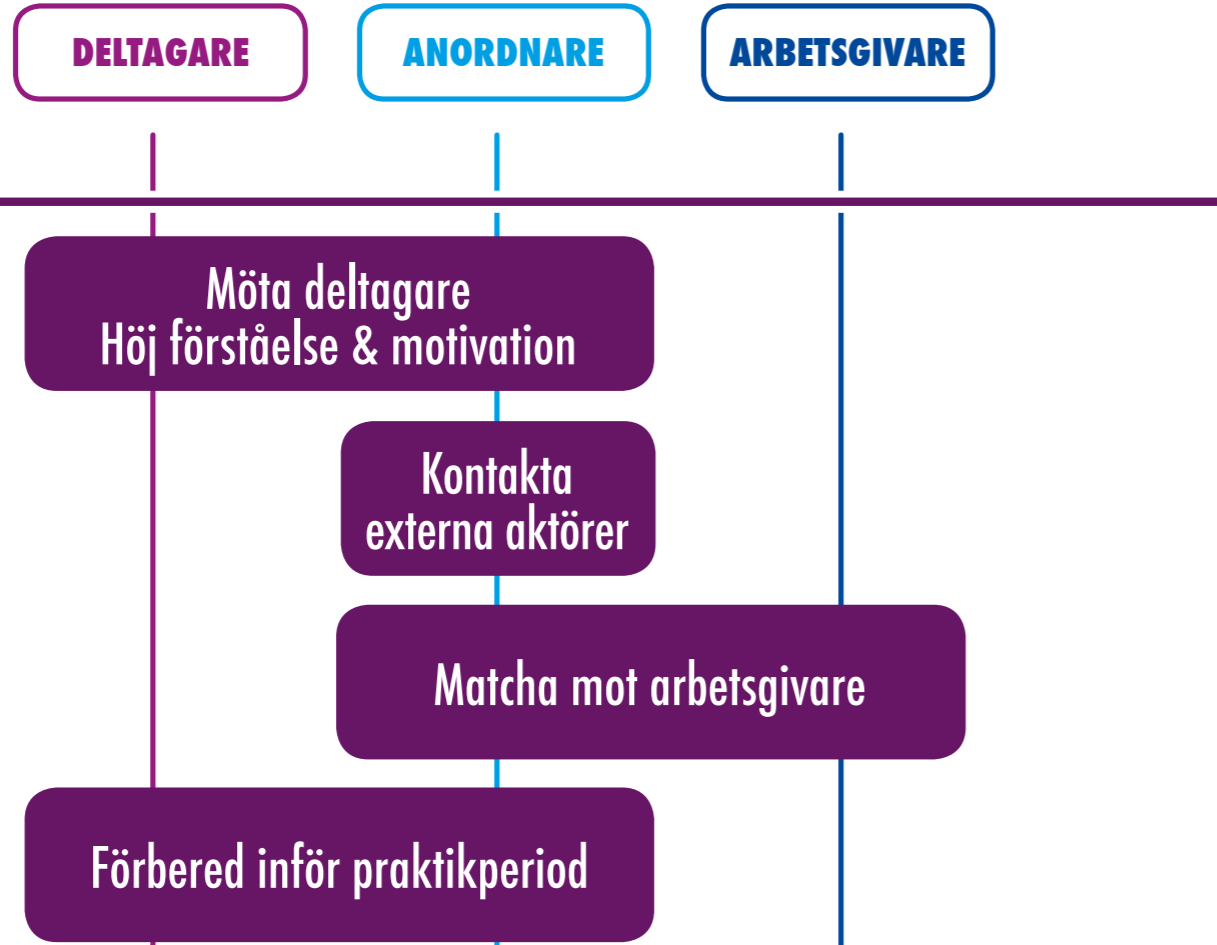 DELTAGARE
ANORDNARE
ARBETSGIVARE
Möta deltagare
Höj förståelse & motivation
Kontakta
externa aktörer
Matcha mot arbetsgivare
Förbered inför praktikperiod